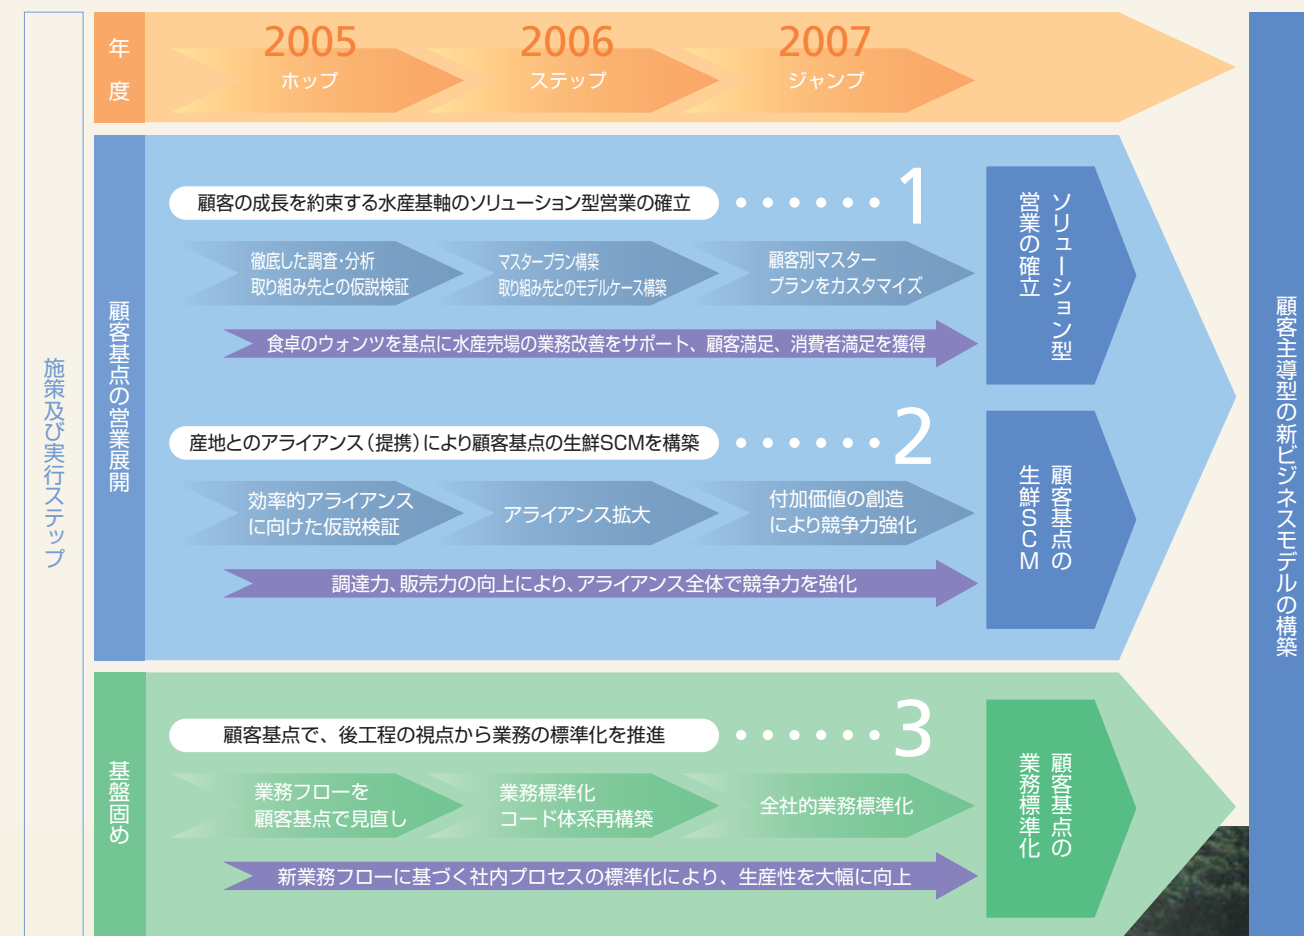 施策及び実行ステップ
年度
2005
ホップ
2006
ステップ
2007
ジャンプ
顧客基点の営業展開
顧客の成長を約束する水産基軸のソリューション型営業の確立
1
徹底した調査・分析
取り組み先との仮説検証
マスタープラン構築
取り組み先とのモデルケース構築
顧客別マスター
プランをカスタマイズ
食卓のウォンツを基点に水産売場の業務改善をサポート、顧客満足、消費者満足を獲得
ソリューション型
営業の確立
産地とのアライアンス(提携)により顧客基点の生鮮SCMを構築
2
効率的アライアンス
に向けた仮説検証
アライアンス拡大
付加価値の創造
により競争力強化
調達力、販売力の向上により、アライアンス全体で競争力を強化
顧客基点の
生鮮SCM
基盤固め
顧客基点で、後工程の視点から業務の標準化を推進
3
業務フローを
顧客基点で見直し
業務標準化
コード体系再構築
全社的業務標準化
新業務フローに基づく社内プロセスの標準化により、生産性を大幅に向上
顧客基点の
業務標準化
顧客主導型の新ビジネスモデルの構築